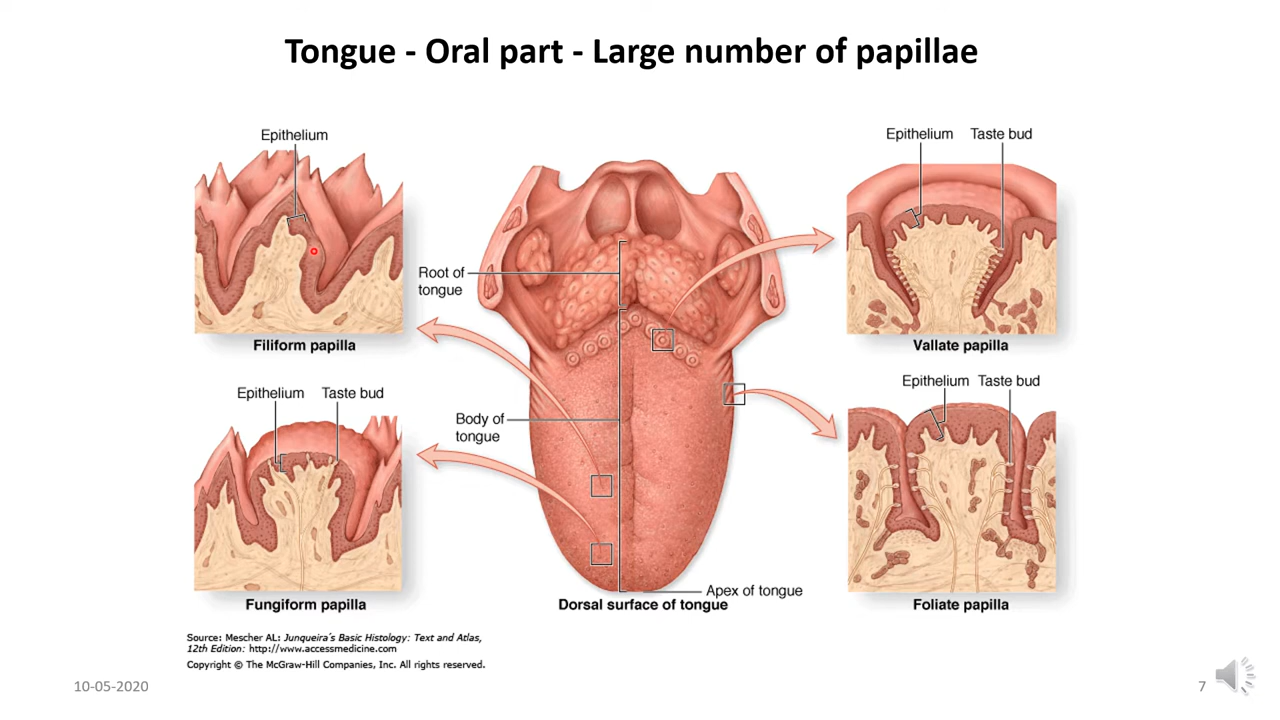 Tongue - Oral part - Large number of papillae
Epithelium
Filiform papilla
Epithelium
Taste bud
Fungiform papilla
Root of
tongue
Body of
tongue
Apex of tongue
Dorsal surface of tongue
Epithelium
Taste bud
Vallate papilla
Epithelium
Taste bud
Foliate papilla
Source: Mescher AL: Junqueira´s Basic Histology: Text and Atlas,
12th Edition: http://www.accessmedicine.com
Copyright © The McGraw-Hill Companies, Inc. All rights reserved.
10-05-2020
7